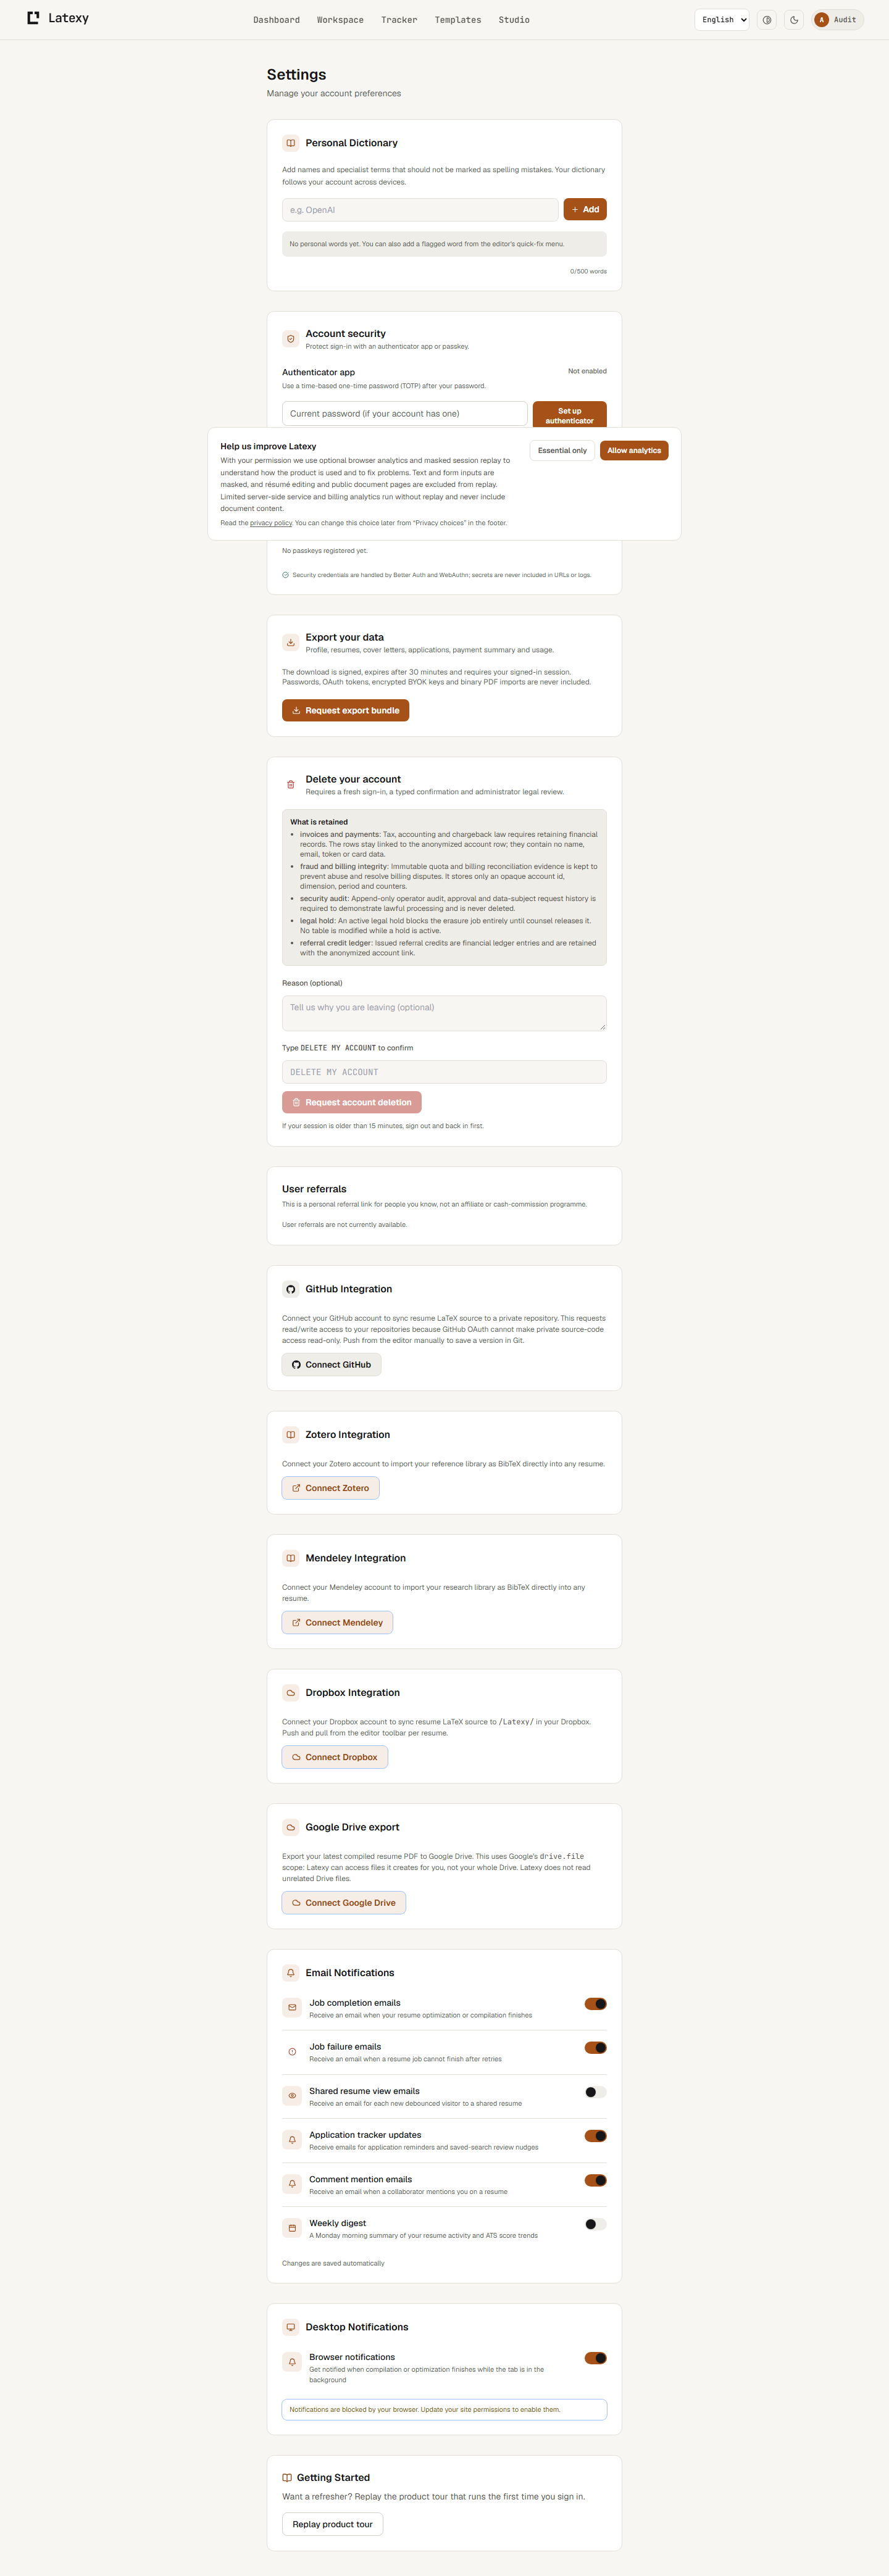 Latexy
Dashboard Workspace Tracker Templates Studio
English
A Audit
Settings
Manage your account preferences
Personal Dictionary
Add names and specialist terms that should not be marked as spelling mistakes. Your dictionary
follows your account across devices.
e.g. OpenAI
+ Add
No personal words yet. You can also add a flagged word from the editor's quick-fix menu.
0/500 words
Account security
Protect sign-in with an authenticator app or passkey.
Authenticator app
Not enabled
Use a time-based one-time password (TOTP) after your password.
Current password (if your account has one)
Set up
authenticator
Help us improve Latexy
With your permission we use optional browser analytics and masked session replay to
understand how the product is used and to fix problems. Text and form inputs are
masked, and résumé editing and public document pages are excluded from replay.
Limited server-side service and billing analytics run without replay and never include
document content.
Read the privacy policy. You can change this choice later from "Privacy choices" in the footer.
Essential only
Allow analytics
No passkeys registered yet.
Security credentials are handled by Better Auth and WebAuthn; secrets are never included in URLs or logs.
Export your data
Profile, resumes, cover letters, applications, payment summary and usage.
The download is signed, expires after 30 minutes and requires your signed-in session.
Passwords, OAuth tokens, encrypted BYOK keys and binary PDF imports are never included.
Request export bundle
Delete your account
Requires a fresh sign-in, a typed confirmation and administrator legal review.
What is retained
• invoices and payments: Tax, accounting and chargeback law requires retaining financial
records. The rows stay linked to the anonymized account row; they contain no name,
email, token or card data.
• fraud and billing integrity: Immutable quota and billing reconciliation evidence is kept to
prevent abuse and resolve billing disputes. It stores only an opaque account id,
dimension, period and counters.
• security audit: Append-only operator audit, approval and data-subject request history is
required to demonstrate lawful processing and is never deleted.
• legal hold: An active legal hold blocks the erasure job entirely until counsel releases it.
No table is modified while a hold is active.
• referral credit ledger: Issued referral credits are financial ledger entries and are retained
with the anonymized account link.
Reason (optional)
Tell us why you are leaving (optional)
Type DELETE MY ACCOUNT to confirm
DELETE MY ACCOUNT
Request account deletion
If your session is older than 15 minutes, sign out and back in first.
User referrals
This is a personal referral link for people you know, not an affiliate or cash-commission programme.
User referrals are not currently available.
GitHub Integration
Connect your GitHub account to sync resume LaTeX source to a private repository. This requests
read/write access to your repositories because GitHub OAuth cannot make private source-code
access read-only. Push from the editor manually to save a version in Git.
Connect GitHub
Zotero Integration
Connect your Zotero account to import your reference library as BibTeX directly into any resume.
Connect Zotero
Mendeley Integration
Connect your Mendeley account to import your research library as BibTeX directly into any
resume.
Connect Mendeley
Dropbox Integration
Connect your Dropbox account to sync resume LaTeX source to /Latexy/ in your Dropbox.
Push and pull from the editor toolbar per resume.
Connect Dropbox
Google Drive export
Export your latest compiled resume PDF to Google Drive. This uses Google's drive.file
scope: Latexy can access files it creates for you, not your whole Drive. Latexy does not read
unrelated Drive files.
Connect Google Drive
Email Notifications
Job completion emails
Receive an email when your resume optimization or compilation finishes
Job failure emails
Receive an email when a resume job cannot finish after retries
Shared resume view emails
Receive an email for each new debounced visitor to a shared resume
Application tracker updates
Receive emails for application reminders and saved-search review nudges
Comment mention emails
Receive an email when a collaborator mentions you on a resume
Weekly digest
A Monday morning summary of your resume activity and ATS score trends
Changes are saved automatically
Desktop Notifications
Browser notifications
Get notified when compilation or optimization finishes while the tab is in the
background
Notifications are blocked by your browser. Update your site permissions to enable them.
Getting Started
Want a refresher? Replay the product tour that runs the first time you sign in.
Replay product tour